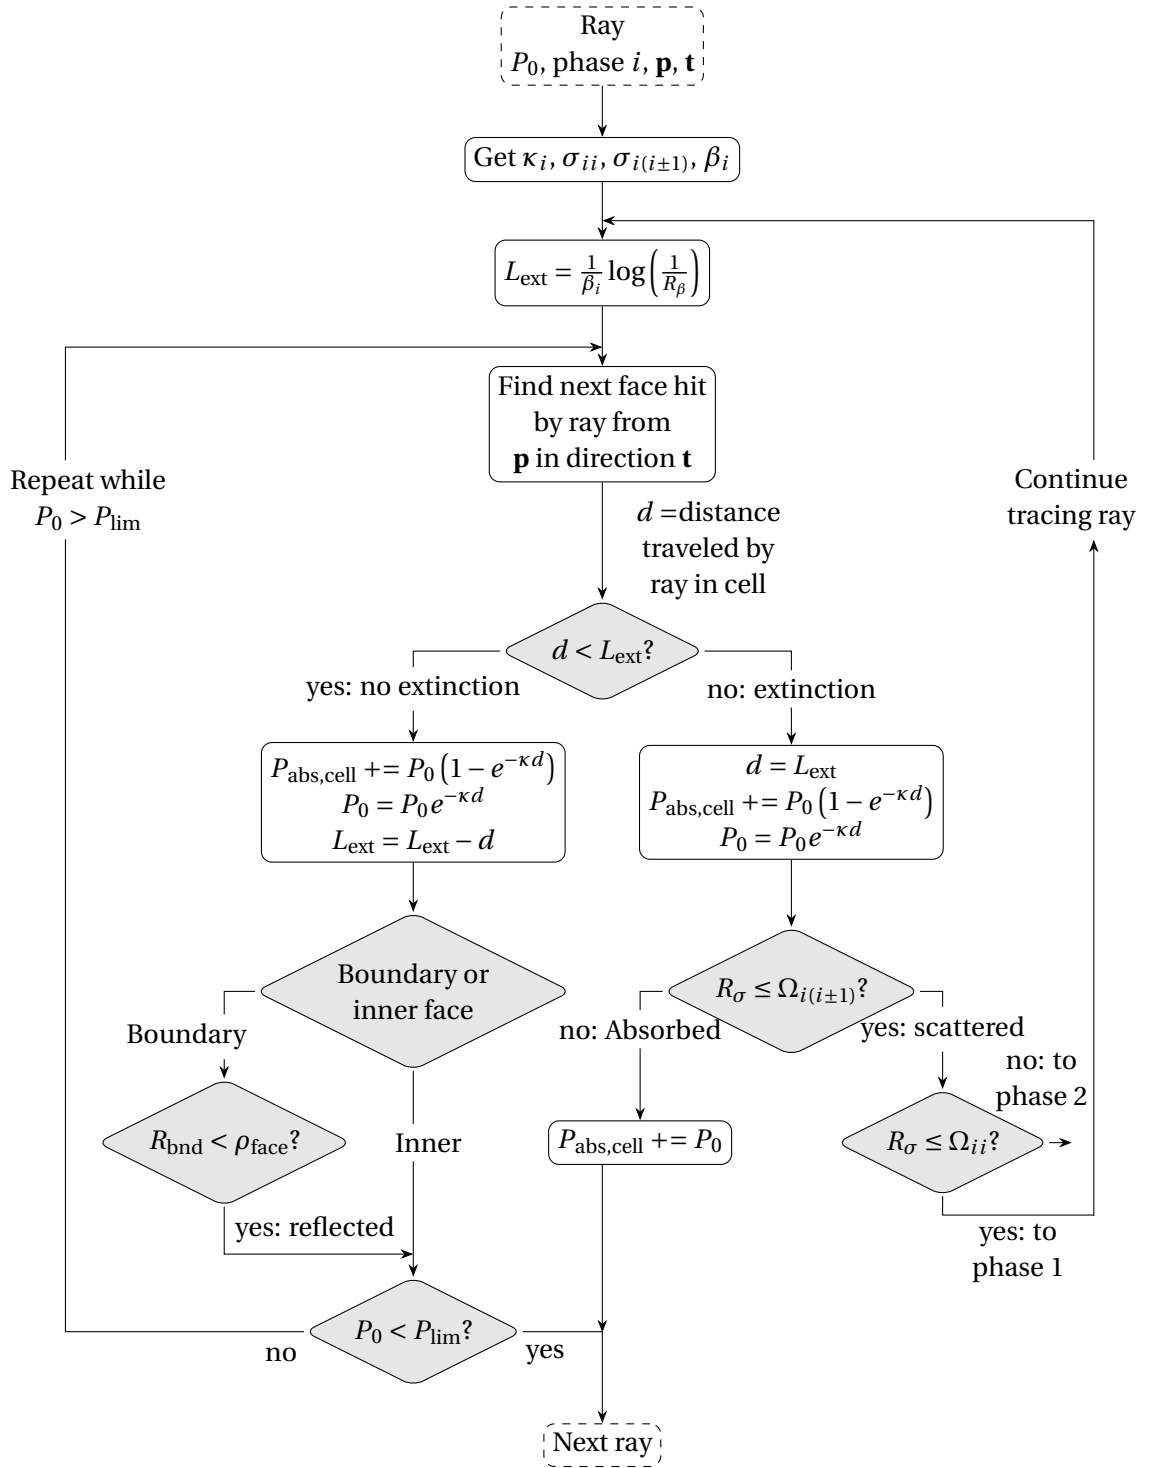 Ray
P₀, phase i, p, t
Get κᵢ, σᵢᵢ, σᵢ₍ᵢ±₁₎, βᵢ
L_ext = 1/βᵢ log(1/R_β)
Find next face hit
by ray from
p in direction t
Repeat while
P₀ > P_lim
Continue
tracing ray
d =distance
traveled by
ray in cell
d < L_ext?
yes: no extinction
no: extinction
P_abs,cell += P₀ (1 − e^{−κd})
P₀ = P₀e^{−κd}
L_ext = L_ext − d
d = L_ext
P_abs,cell += P₀ (1 − e^{−κd})
P₀ = P₀e^{−κd}
Boundary or
inner face
R_σ ≤ Ω_{i(i±1)}?
Boundary
no: Absorbed
yes: scattered
no: to
phase 2
R_bnd < ρ_face?
Inner
P_abs,cell += P₀
R_σ ≤ Ω_{ii}?
yes: reflected
yes: to
phase 1
P₀ < P_lim?
no
yes
Next ray